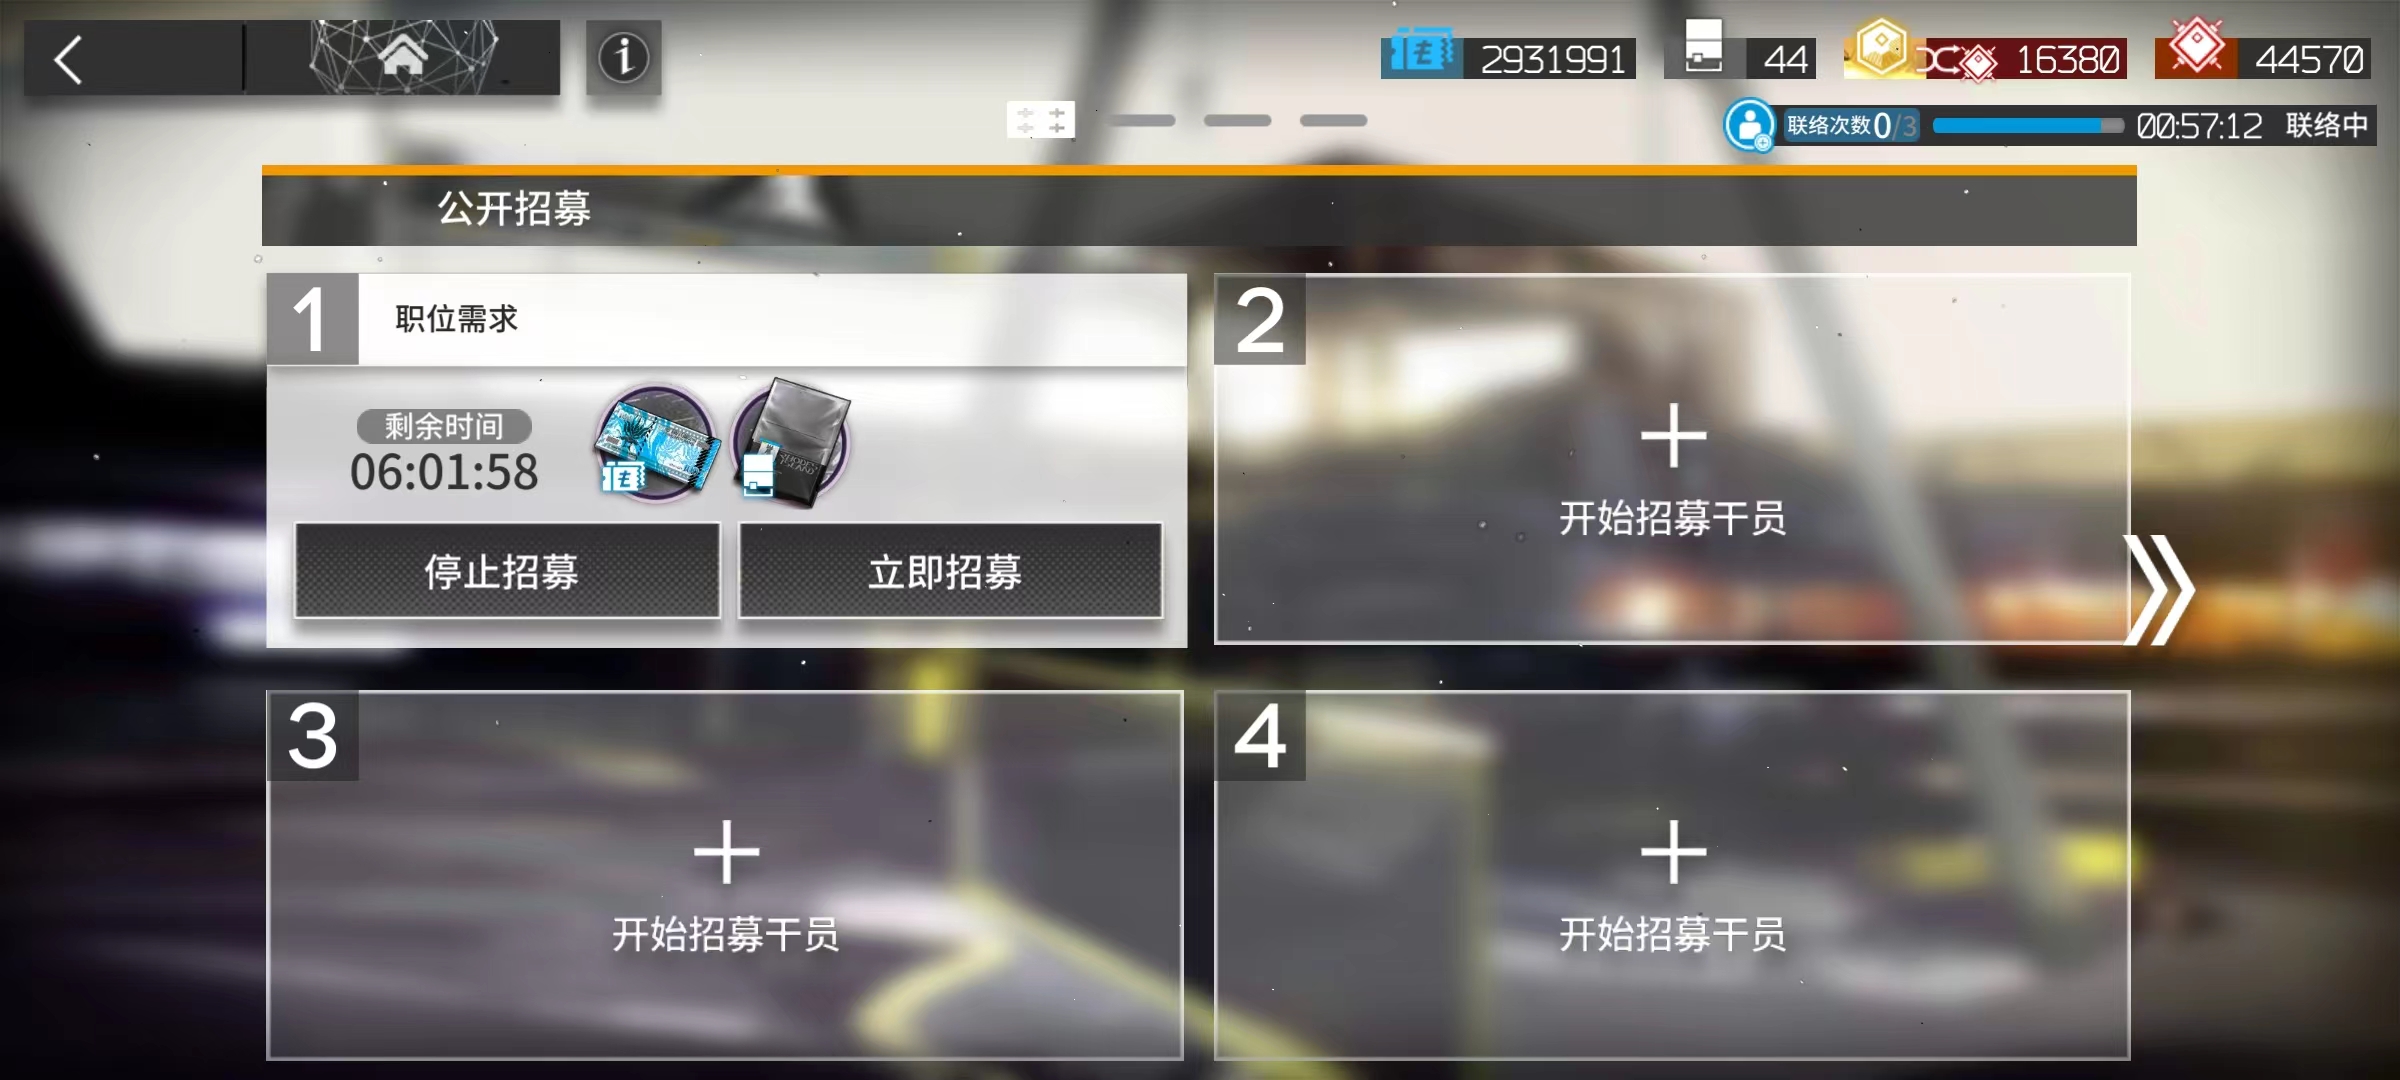 2931991
44
16380
44570
联络次数0/3 00:57:12 联络中
公开招募
1 职位需求
剩余时间
06:01:58
停止招募 立即招募
2
开始招募干员
3
开始招募干员
4
开始招募干员